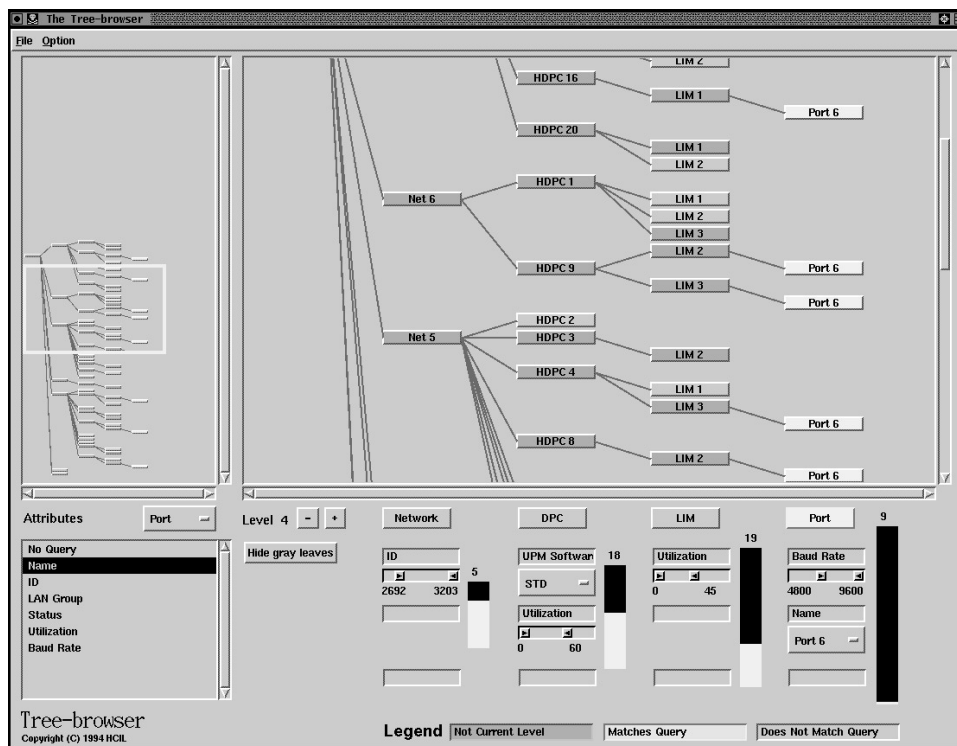 The Tree-browser
File Option
LIM 2
HDPC 16
LIM 1
Port 6
HDPC 20
LIM 1
LIM 2
HDPC 1
Net 6
LIM 1
LIM 2
LIM 3
LIM 2
HDPC 9
Port 6
LIM 3
Port 6
HDPC 2
Net 5
HDPC 3
LIM 2
HDPC 4
LIM 1
LIM 3
Port 6
HDPC 8
LIM 2
Port 6
Attributes Port Level 4 - + Network DPC LIM Port 9
No Query
Name
ID
LAN Group
Status
Utilization
Baud Rate
Hide gray leaves
ID
2692 3203
5
UPM Softwar
STD
Utilization
0 60
18
Utilization
0 45
19
Baud Rate
4800 9600
Name
Port 6
Tree-browser
Copyright (C) 1994 HCIL
Legend Not Current Level Matches Query Does Not Match Query